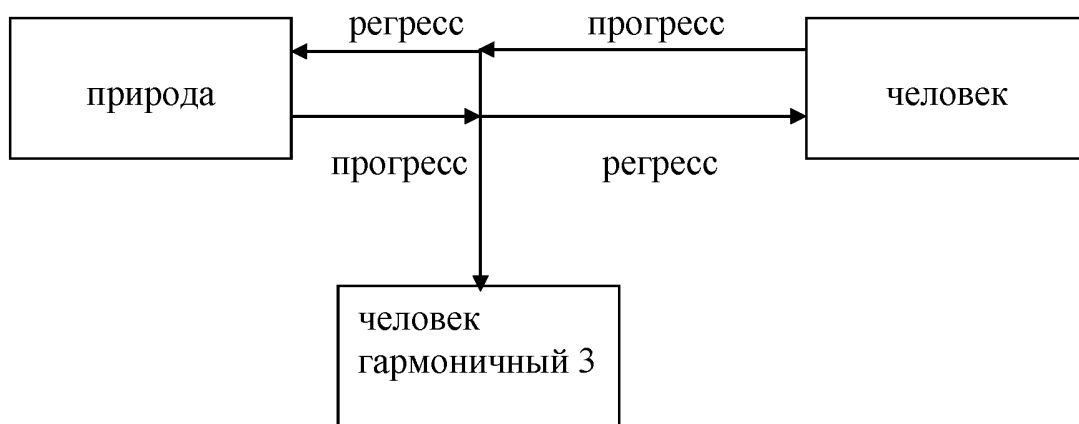 регресс
прогресс
природа
человек
прогресс
регресс
человек
гармоничный 3